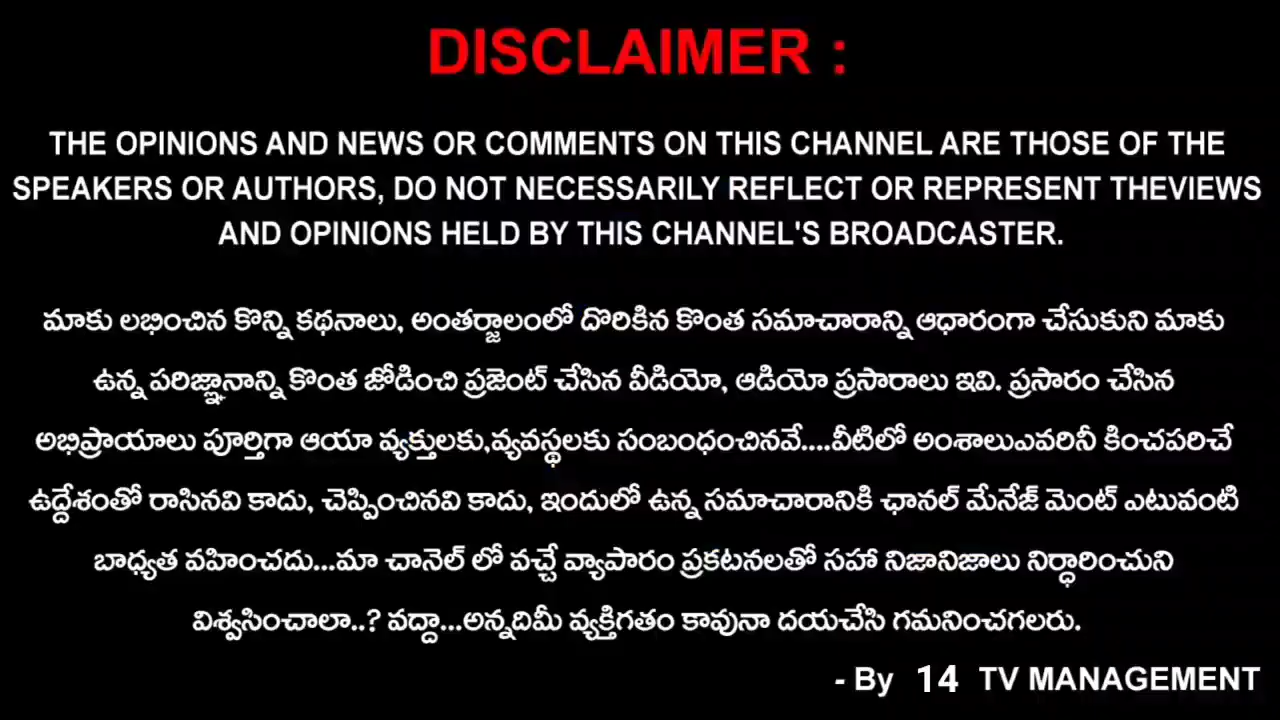 DISCLAIMER :
THE OPINIONS AND NEWS OR COMMENTS ON THIS CHANNEL ARE THOSE OF THE
SPEAKERS OR AUTHORS, DO NOT NECESSARILY REFLECT OR REPRESENT THEVIEWS
AND OPINIONS HELD BY THIS CHANNEL'S BROADCASTER.
మాకు లభించిన కొన్ని కథనాలు, అంతర్జాలంలో దొరికిన కొంత సమాచారాన్ని ఆధారంగా చేసుకుని మాకు
ఉన్న పరిజ్ఞానాన్ని కొంత జోడించి ప్రజెంట్ చేసిన వీడియో, ఆడియో ప్రసారాలు ఇవి. ప్రసారం చేసిన
అభిప్రాయాలు పూర్తిగా ఆయా వ్యక్తులకు,వ్యవస్థలకు సంబంధంచినవే....వీటిలో అంశాలుఎవరినీ కించపరిచే
ఉద్దేశంతో రాసినవి కాదు, చెప్పించినవి కాదు, ఇందులో ఉన్న సమాచారానికి ఛానల్ మేనేజ్ మెంట్ ఎటువంటి
బాధ్యత వహించదు...మా చానెల్ లో వచ్చే వ్యాపారం ప్రకటనలతో సహా నిజానిజాలు నిర్ధారించుని
విశ్వసించాలా..? వద్దా...అన్నదిమీ వ్యక్తిగతం కావునా దయచేసి గమనించగలరు.
- By 14 TV MANAGEMENT